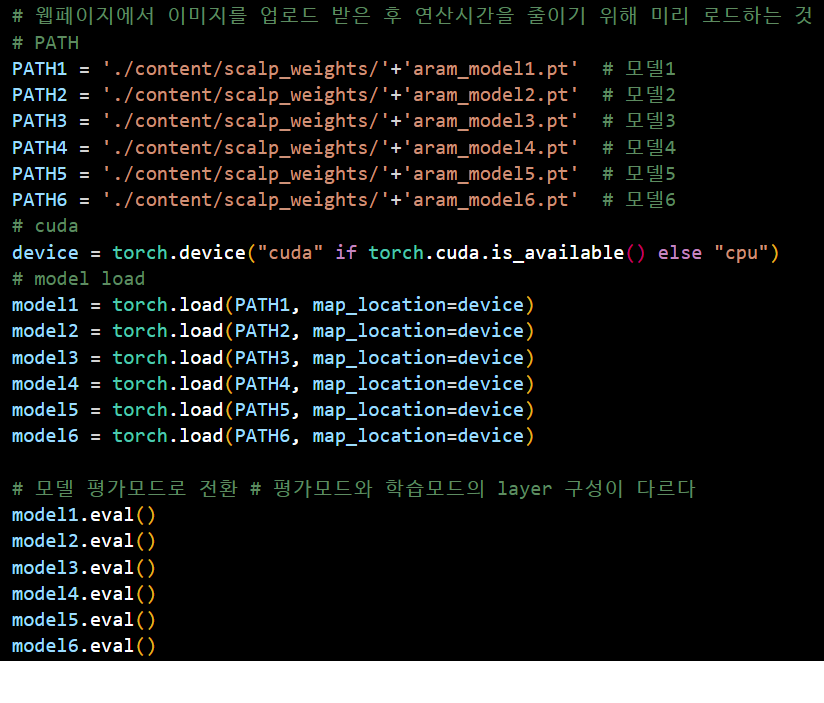 # 웹페이지에서 이미지를 업로드 받은 후 연산시간을 줄이기 위해 미리 로드하는 것
# PATH
PATH1 = './content/scalp_weights/'+'aram_model1.pt'  # 모델1
PATH2 = './content/scalp_weights/'+'aram_model2.pt'  # 모델2
PATH3 = './content/scalp_weights/'+'aram_model3.pt'  # 모델3
PATH4 = './content/scalp_weights/'+'aram_model4.pt'  # 모델4
PATH5 = './content/scalp_weights/'+'aram_model5.pt'  # 모델5
PATH6 = './content/scalp_weights/'+'aram_model6.pt'  # 모델6
# cuda
device = torch.device("cuda" if torch.cuda.is_available() else "cpu")
# model load
model1 = torch.load(PATH1, map_location=device)
model2 = torch.load(PATH2, map_location=device)
model3 = torch.load(PATH3, map_location=device)
model4 = torch.load(PATH4, map_location=device)
model5 = torch.load(PATH5, map_location=device)
model6 = torch.load(PATH6, map_location=device)

# 모델 평가모드로 전환 # 평가모드와 학습모드의 layer 구성이 다르다
model1.eval()
model2.eval()
model3.eval()
model4.eval()
model5.eval()
model6.eval()